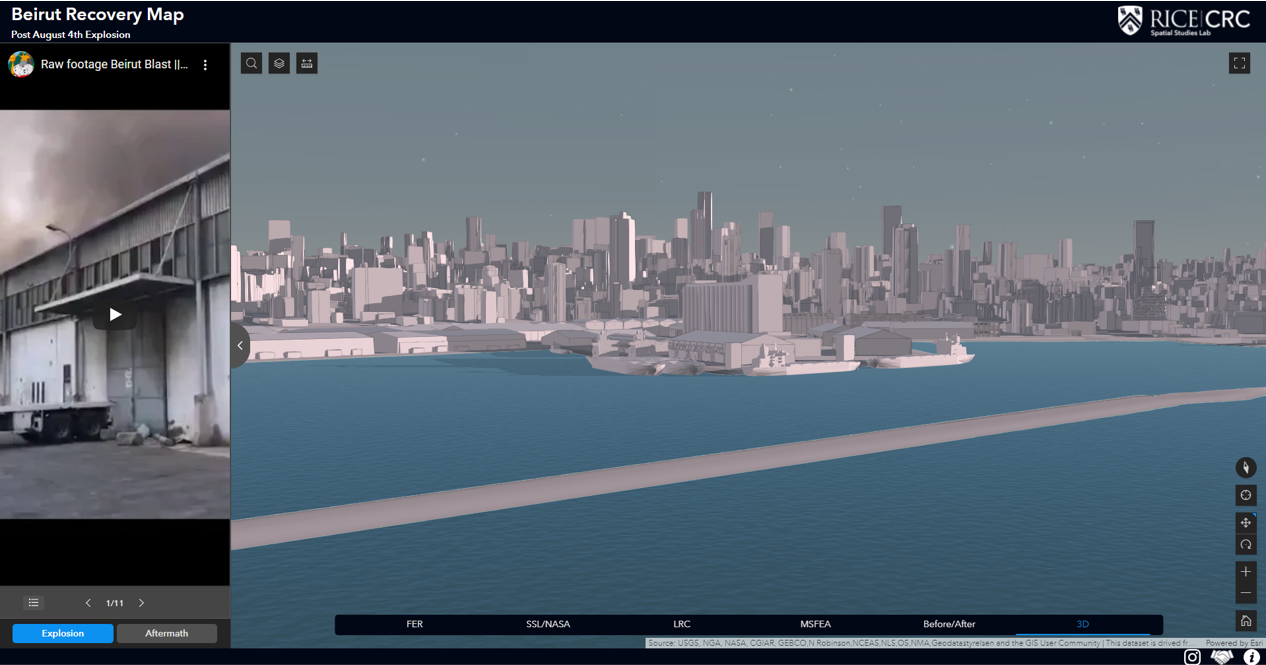 Beirut Recovery Map
Post August 4th Explosion
RICE|CRC
Spatial Studies Lab
Raw footage Beirut Blast ||...
1/11
Explosion
Aftermath
FER
SSL/NASA
LRC
MSFEA
Before/After
3D
Source: USGS, NGA, NASA, CGIAR, GEBCO,N Robinson,NCEAS,NLS,OS,NMA,Geodatastyrelsen and the GIS User Community | This dataset is drived fr...
Powered by Esri